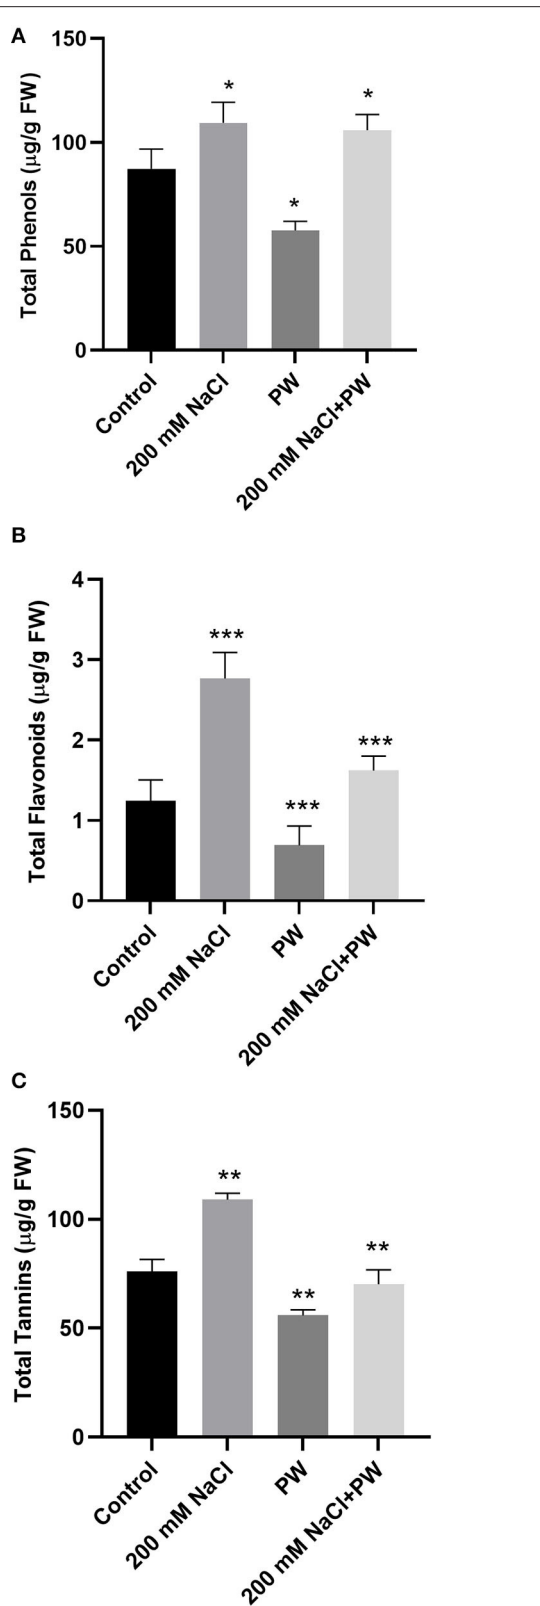 A
150
100
50
0
Total Phenols (μg/g FW)
*
*
*
Control
200 mM NaCl
PW
200 mM NaCl+PW
B
4
3
2
1
0
Total Flavonoids (μg/g FW)
***
***
***
Control
200 mM NaCl
PW
200 mM NaCl+PW
C
150
100
50
0
Total Tannins (μg/g FW)
**
**
**
Control
200 mM NaCl
PW
200 mM NaCl+PW